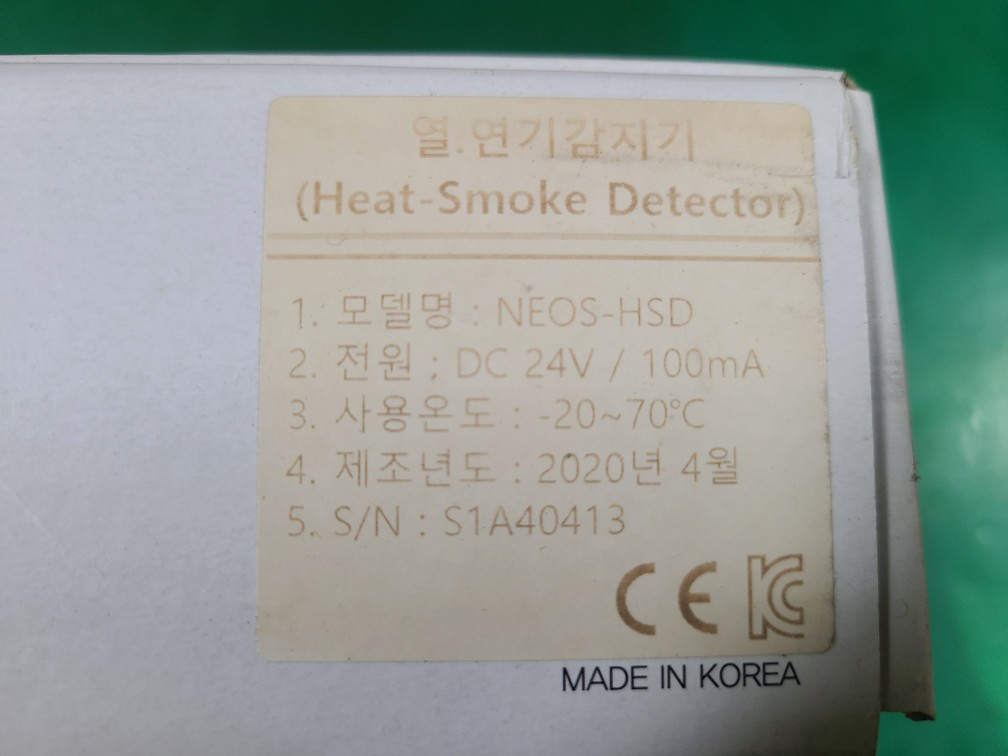 열.연기감지기
(Heat-Smoke Detector)
1. 모델명 : NEOS-HSD
2. 전원 : DC 24V / 100mA
3. 사용온도 : -20~70℃
4. 제조년도 : 2020년 4월
5. S/N : S1A40413
CE KC
MADE IN KOREA